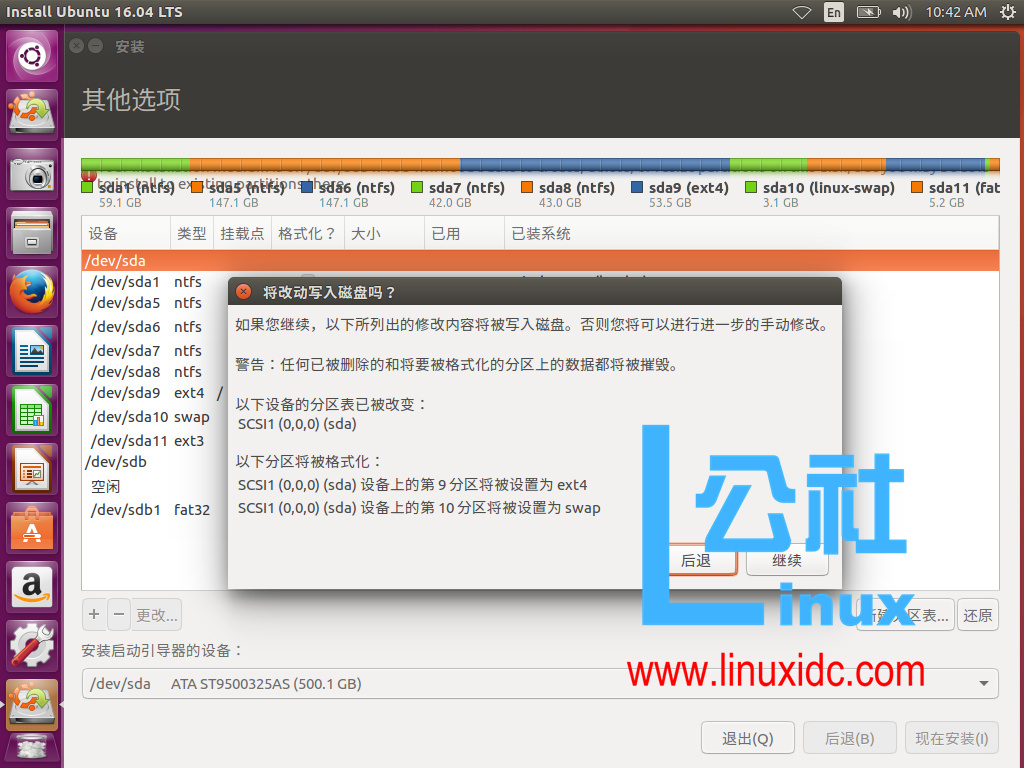 Install Ubuntu 16.04 LTS
En
10:42 AM
安装
其他选项
to install to existing partitions here
sda1 (ntfs) sda5 (ntfs) sda6 (ntfs) sda7 (ntfs) sda8 (ntfs) sda9 (ext4) sda10 (linux-swap) sda11 (fat
59.1 GB 147.1 GB 147.1 GB 42.0 GB 43.0 GB 53.5 GB 3.1 GB 5.2 GB
设备 类型 挂载点 格式化？ 大小 已用 已装系统
/dev/sda
/dev/sda1 ntfs
/dev/sda5 ntfs
/dev/sda6 ntfs
/dev/sda7 ntfs
/dev/sda8 ntfs
/dev/sda9 ext4 /
/dev/sda10 swap
/dev/sda11 ext3
/dev/sdb
空闲
/dev/sdb1 fat32
将改动写入磁盘吗？
如果您继续，以下所列出的修改内容将被写入磁盘。否则您将可以进行进一步的手动修改。
警告：任何已被删除的和将要被格式化的分区上的数据都将被摧毁。
以下设备的分区表已被改变：
SCSI1 (0,0,0) (sda)
以下分区将被格式化：
SCSI1 (0,0,0) (sda) 设备上的第 9 分区将被设置为 ext4
SCSI1 (0,0,0) (sda) 设备上的第 10 分区将被设置为 swap
后退 继续
Linux公社
www.linuxidc.com
+ − 更改... 区表... 还原
安装启动引导器的设备：
/dev/sda ATA ST9500325AS (500.1 GB)
退出(Q) 后退(B) 现在安装(I)